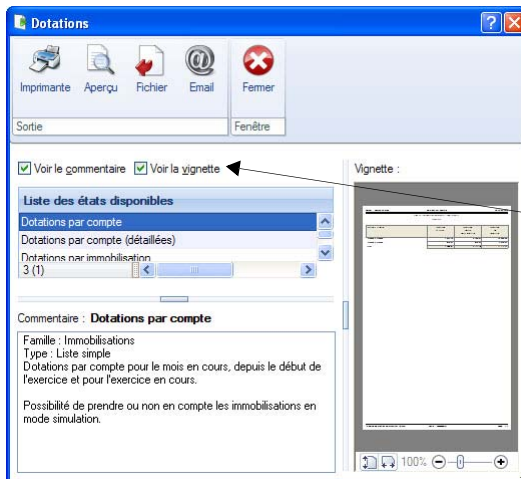 Dotations
Imprimante Aperçu Fichier Email Fermer
Sortie Fenêtre
Voir le commentaire Voir la vignette
Vignette :
Liste des états disponibles
Dotations par compte
Dotations par compte (détaillées)
Dotations par immobilisation
3 (1)
Commentaire : Dotations par compte
Famille : Immobilisations
Type : Liste simple
Dotations par compte pour le mois en cours, depuis le début de
l'exercice et pour l'exercice en cours.
Possibilité de prendre ou non en compte les immobilisations en
mode simulation.
100%